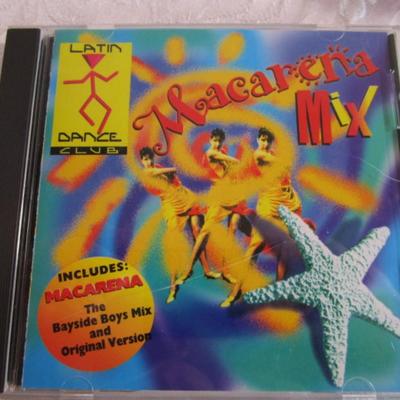 LATIN
DANCE
CLUB
Macarena
Mix
INCLUDES:
MACARENA
The
Bayside Boys Mix
and
Original Version